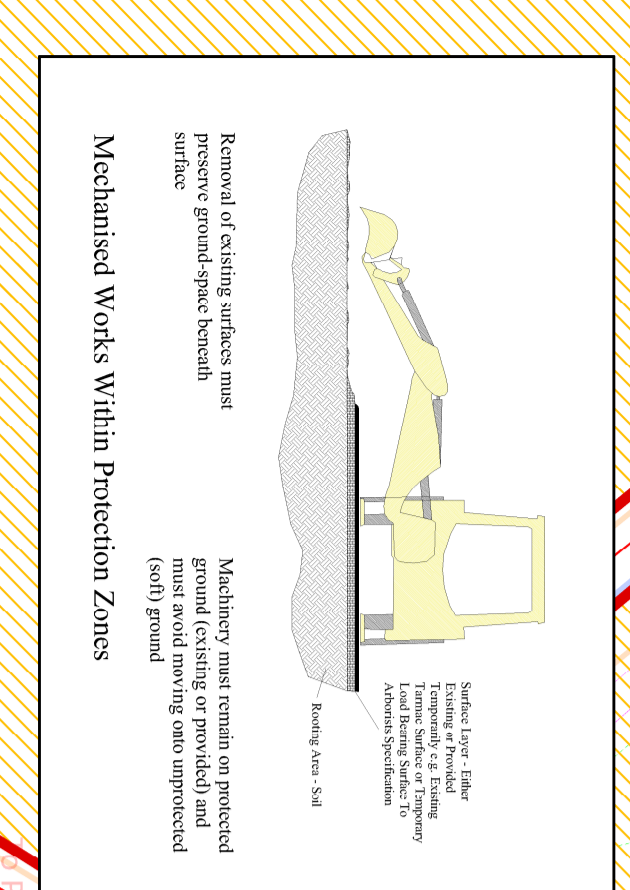 Surface Layer - Either
Existing or Provided
Temporarily e.g. Existing
Tarmac Surface or Temporary
Load Bearing Surface To
Arborists Specification
Rooting Area - Soil
Removal of existing surfaces must
preserve ground-space beneath
surface
Machinery must remain on protected
ground (existing or provided) and
must avoid moving onto unprotected
(soft) ground
Mechanised Works Within Protection Zones